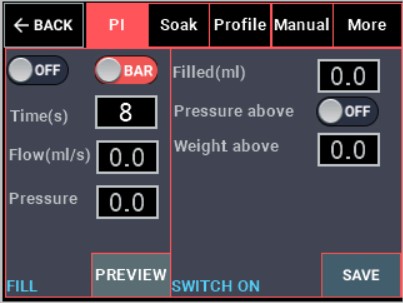 ← BACK PI Soak Profile Manual More
OFF BAR Filled(ml) 0.0
Time(s) 8 Pressure above OFF
Flow(ml/s) 0.0 Weight above 0.0
Pressure 0.0
FILL PREVIEW SWITCH ON SAVE